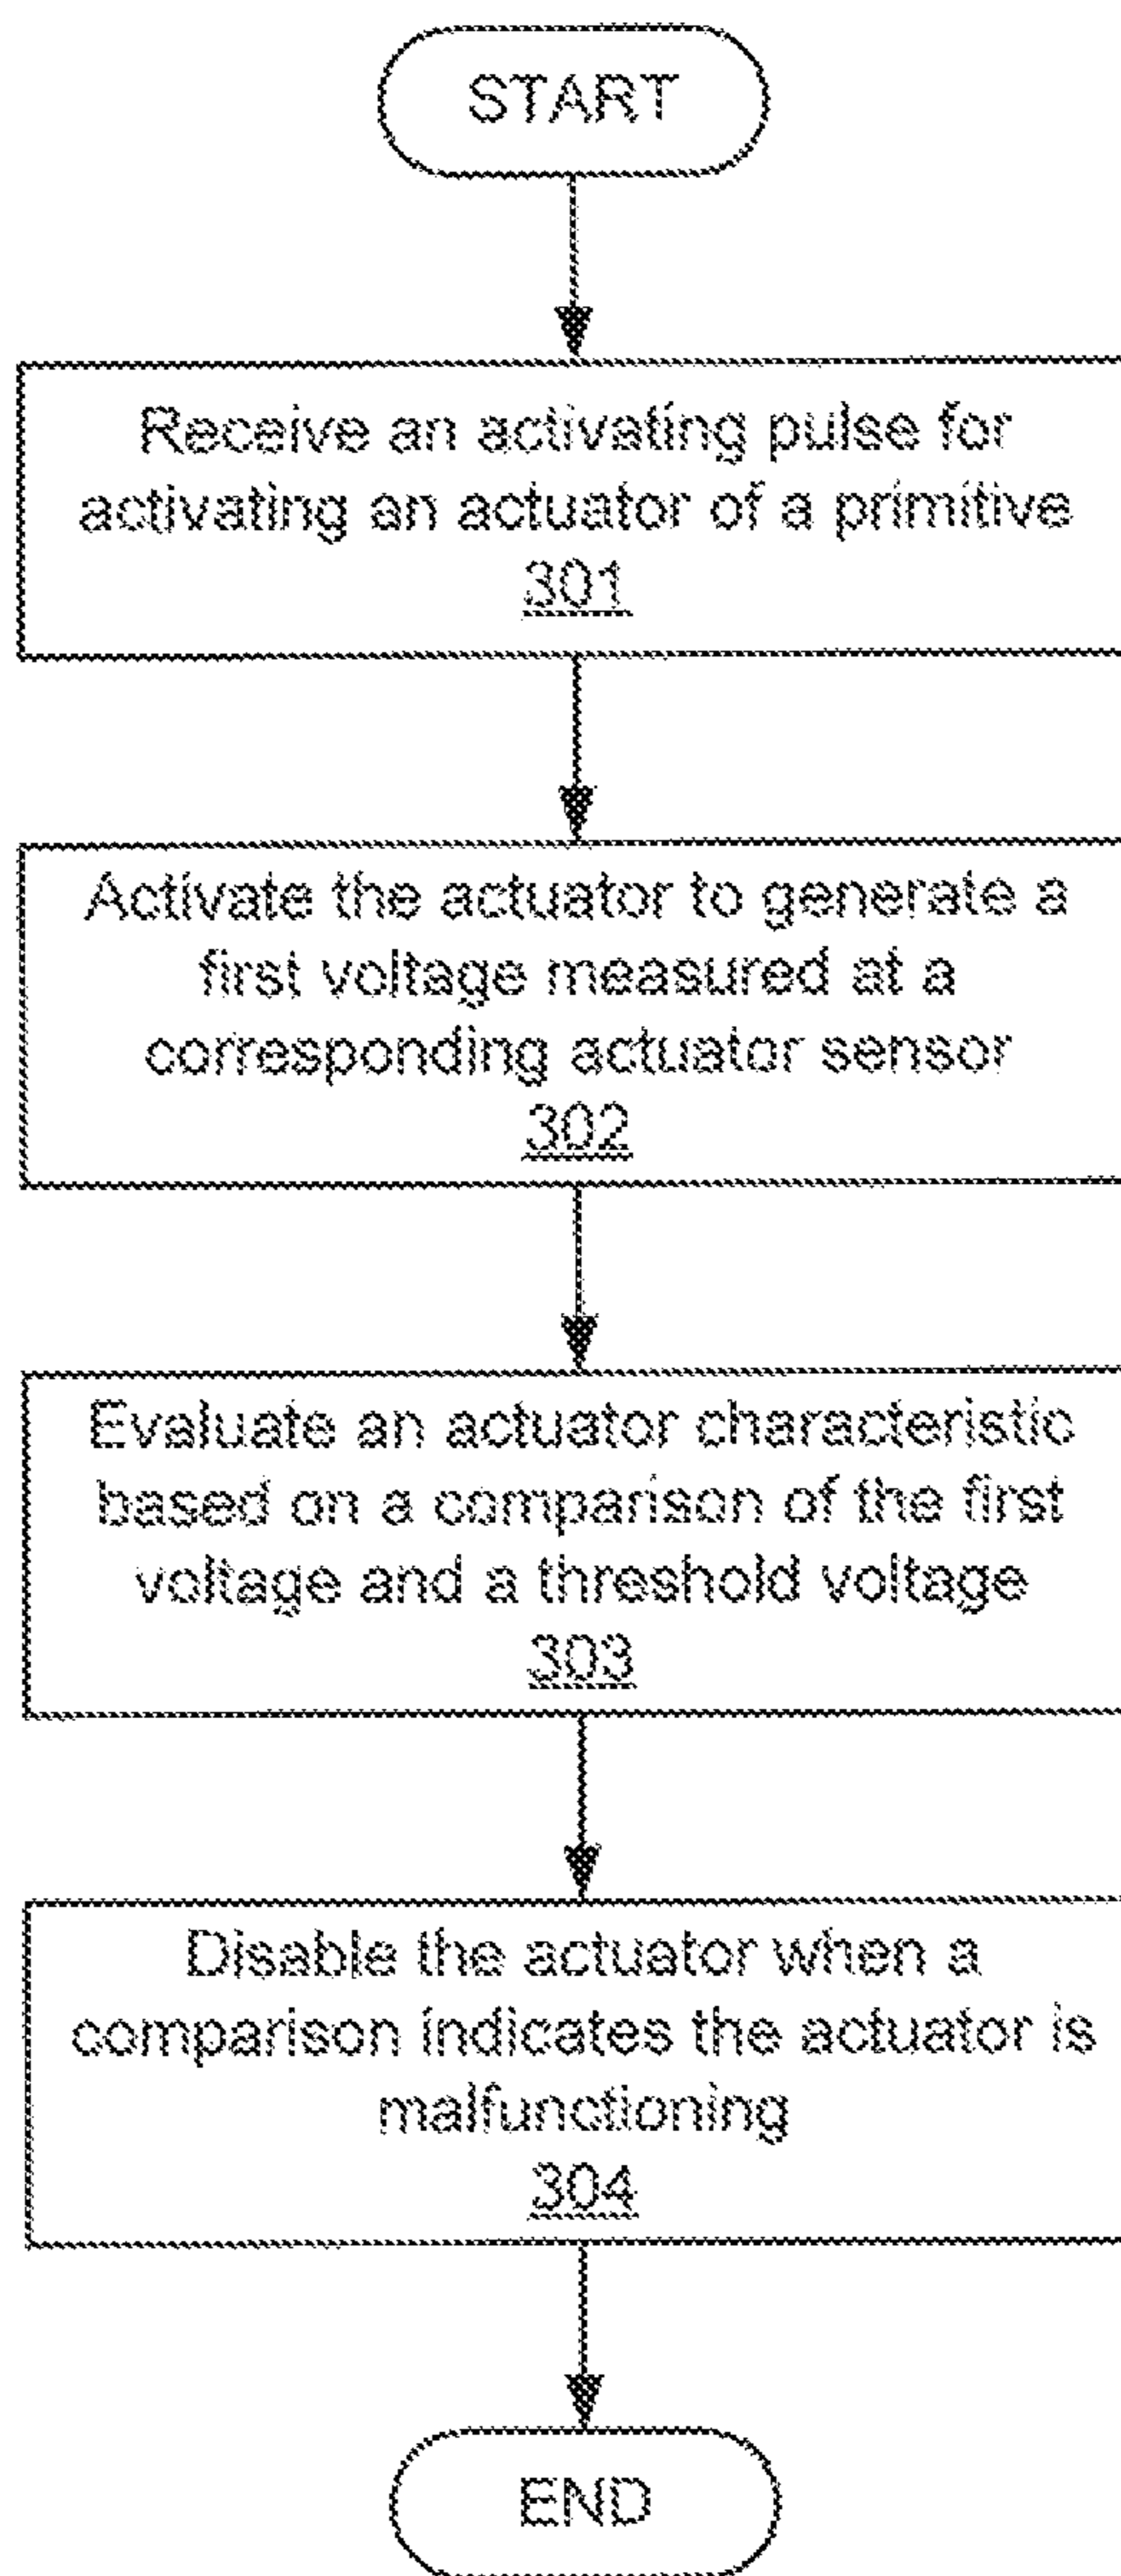 START
Receive an activating pulse for
activating an actuator of a primitive
301
Activate the actuator to generate a
first voltage measured at a
corresponding actuator sensor
302
Evaluate an actuator characteristic
based on a comparison of the first
voltage and a threshold voltage
303
Disable the actuator when a
comparison indicates the actuator is
malfunctioning
304
END